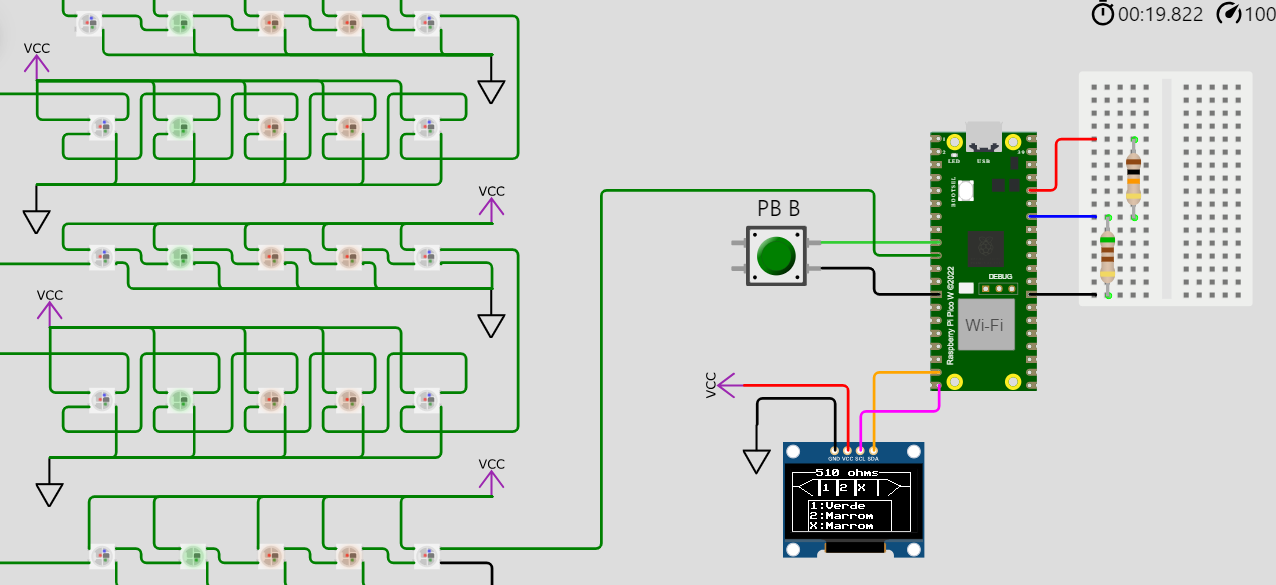 00:19.822 100
VCC
VCC
PB B
LED
USB
BOOTSEL
DEBUG
Raspberry Pi Pico W ©2022
Wi-Fi
VCC
VCC
GND VCC SCL SDA
VCC
510 ohms
1 2 X
1:Verde
2:Marrom
X:Marrom